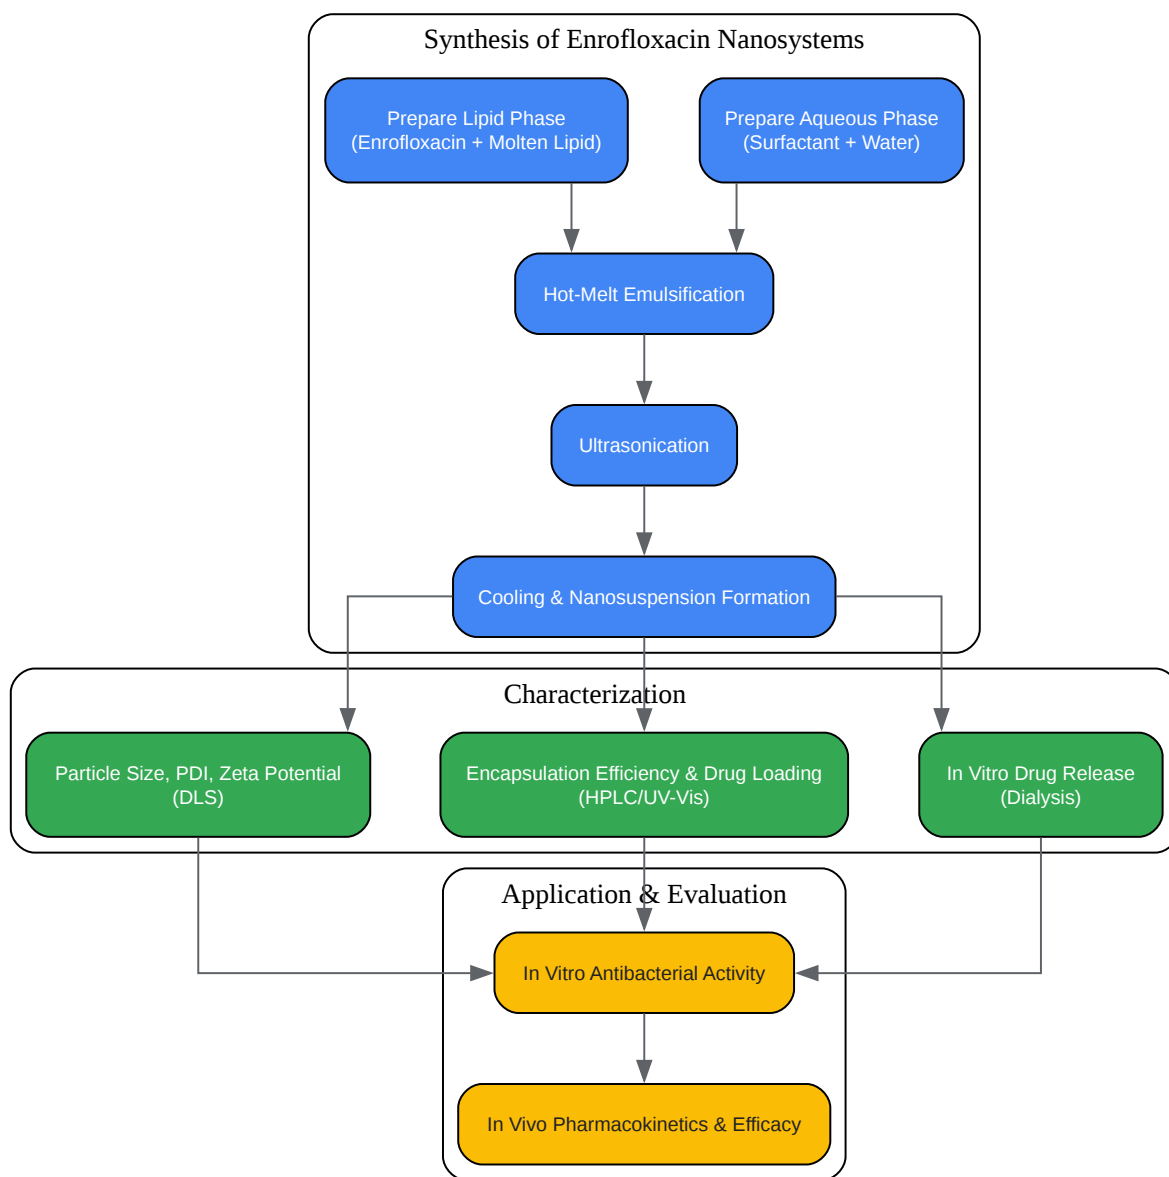 Synthesis of Enrofloxacin Nanosystems
Prepare Lipid Phase
(Enrofloxacin + Molten Lipid)
Prepare Aqueous Phase
(Surfactant + Water)
Hot-Melt Emulsification
Ultrasonication
Cooling & Nanosuspension Formation
Characterization
Particle Size, PDI, Zeta Potential
(DLS)
Encapsulation Efficiency & Drug Loading
(HPLC/UV-Vis)
In Vitro Drug Release
(Dialysis)
Application & Evaluation
In Vitro Antibacterial Activity
In Vivo Pharmacokinetics & Efficacy